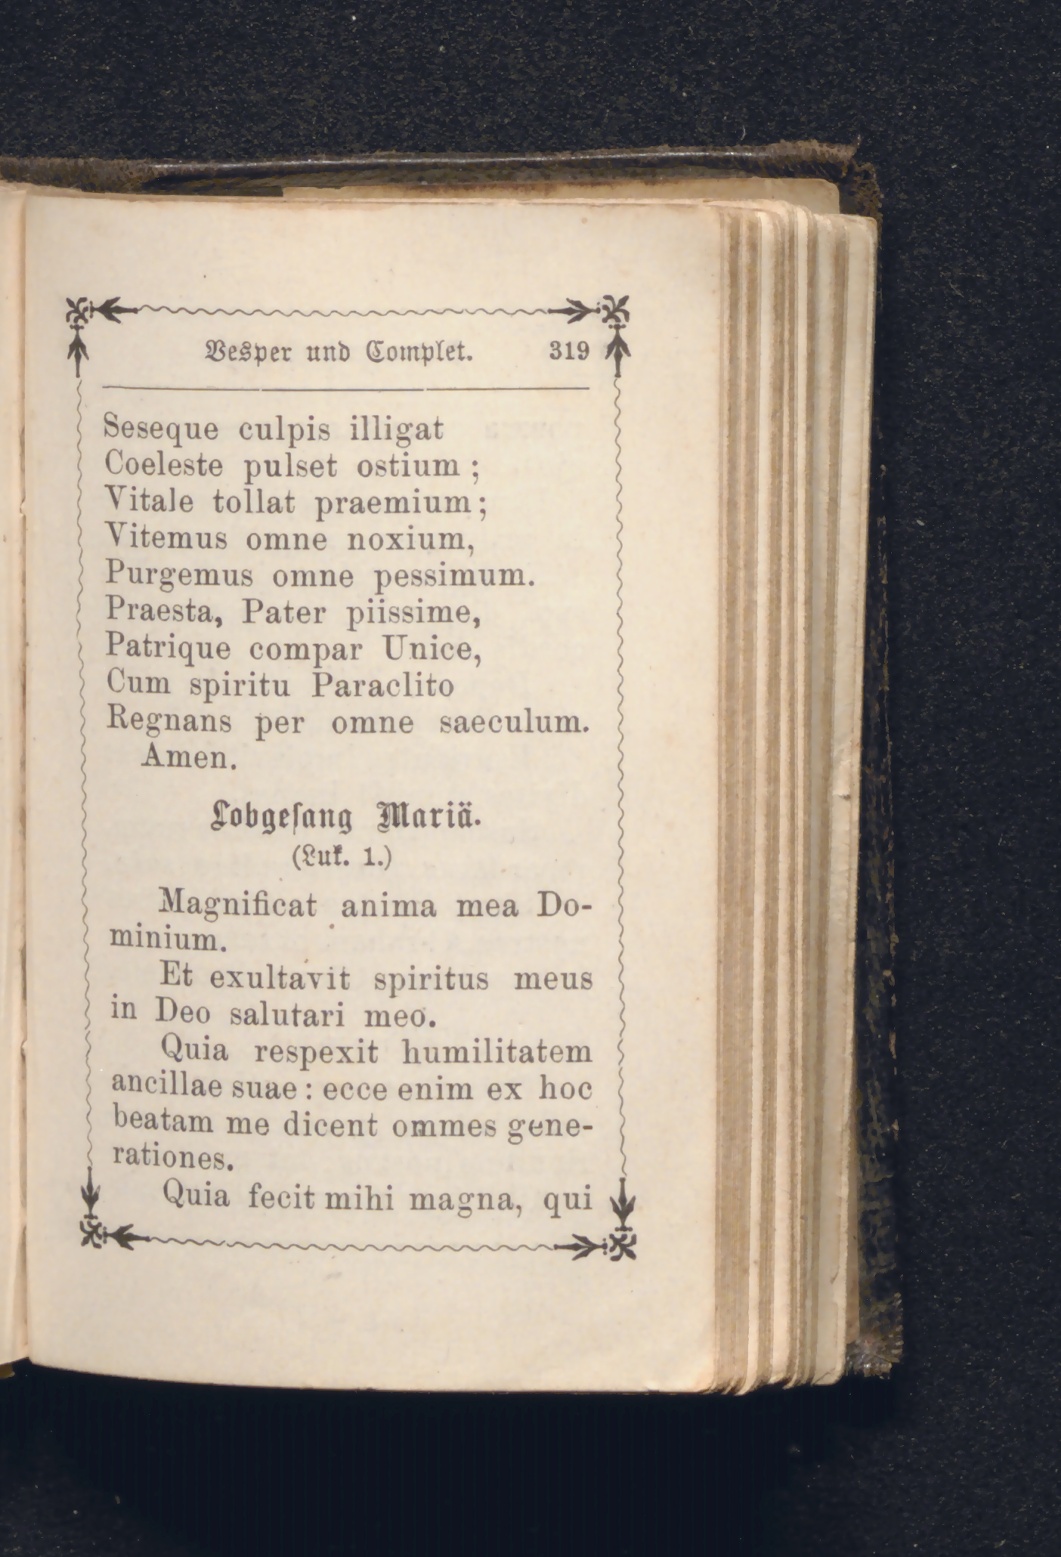 Vesper und Complet. 319
Seseque culpis illigat
Coeleste pulset ostium ;
Vitale tollat praemium;
Vitemus omne noxium,
Purgemus omne pessimum.
Praesta, Pater piissime,
Patrique compar Unice,
Cum spiritu Paraclito
Regnans per omne saeculum.
Amen.
Lobgeſang Mariä.
(Luk. 1.)
Magnificat anima mea Do-
minium.
Et exultavit spiritus meus
in Deo salutari meo.
Quia respexit humilitatem
ancillae suae : ecce enim ex hoc
beatam me dicent ommes gene-
rationes.
Quia fecit mihi magna, qui